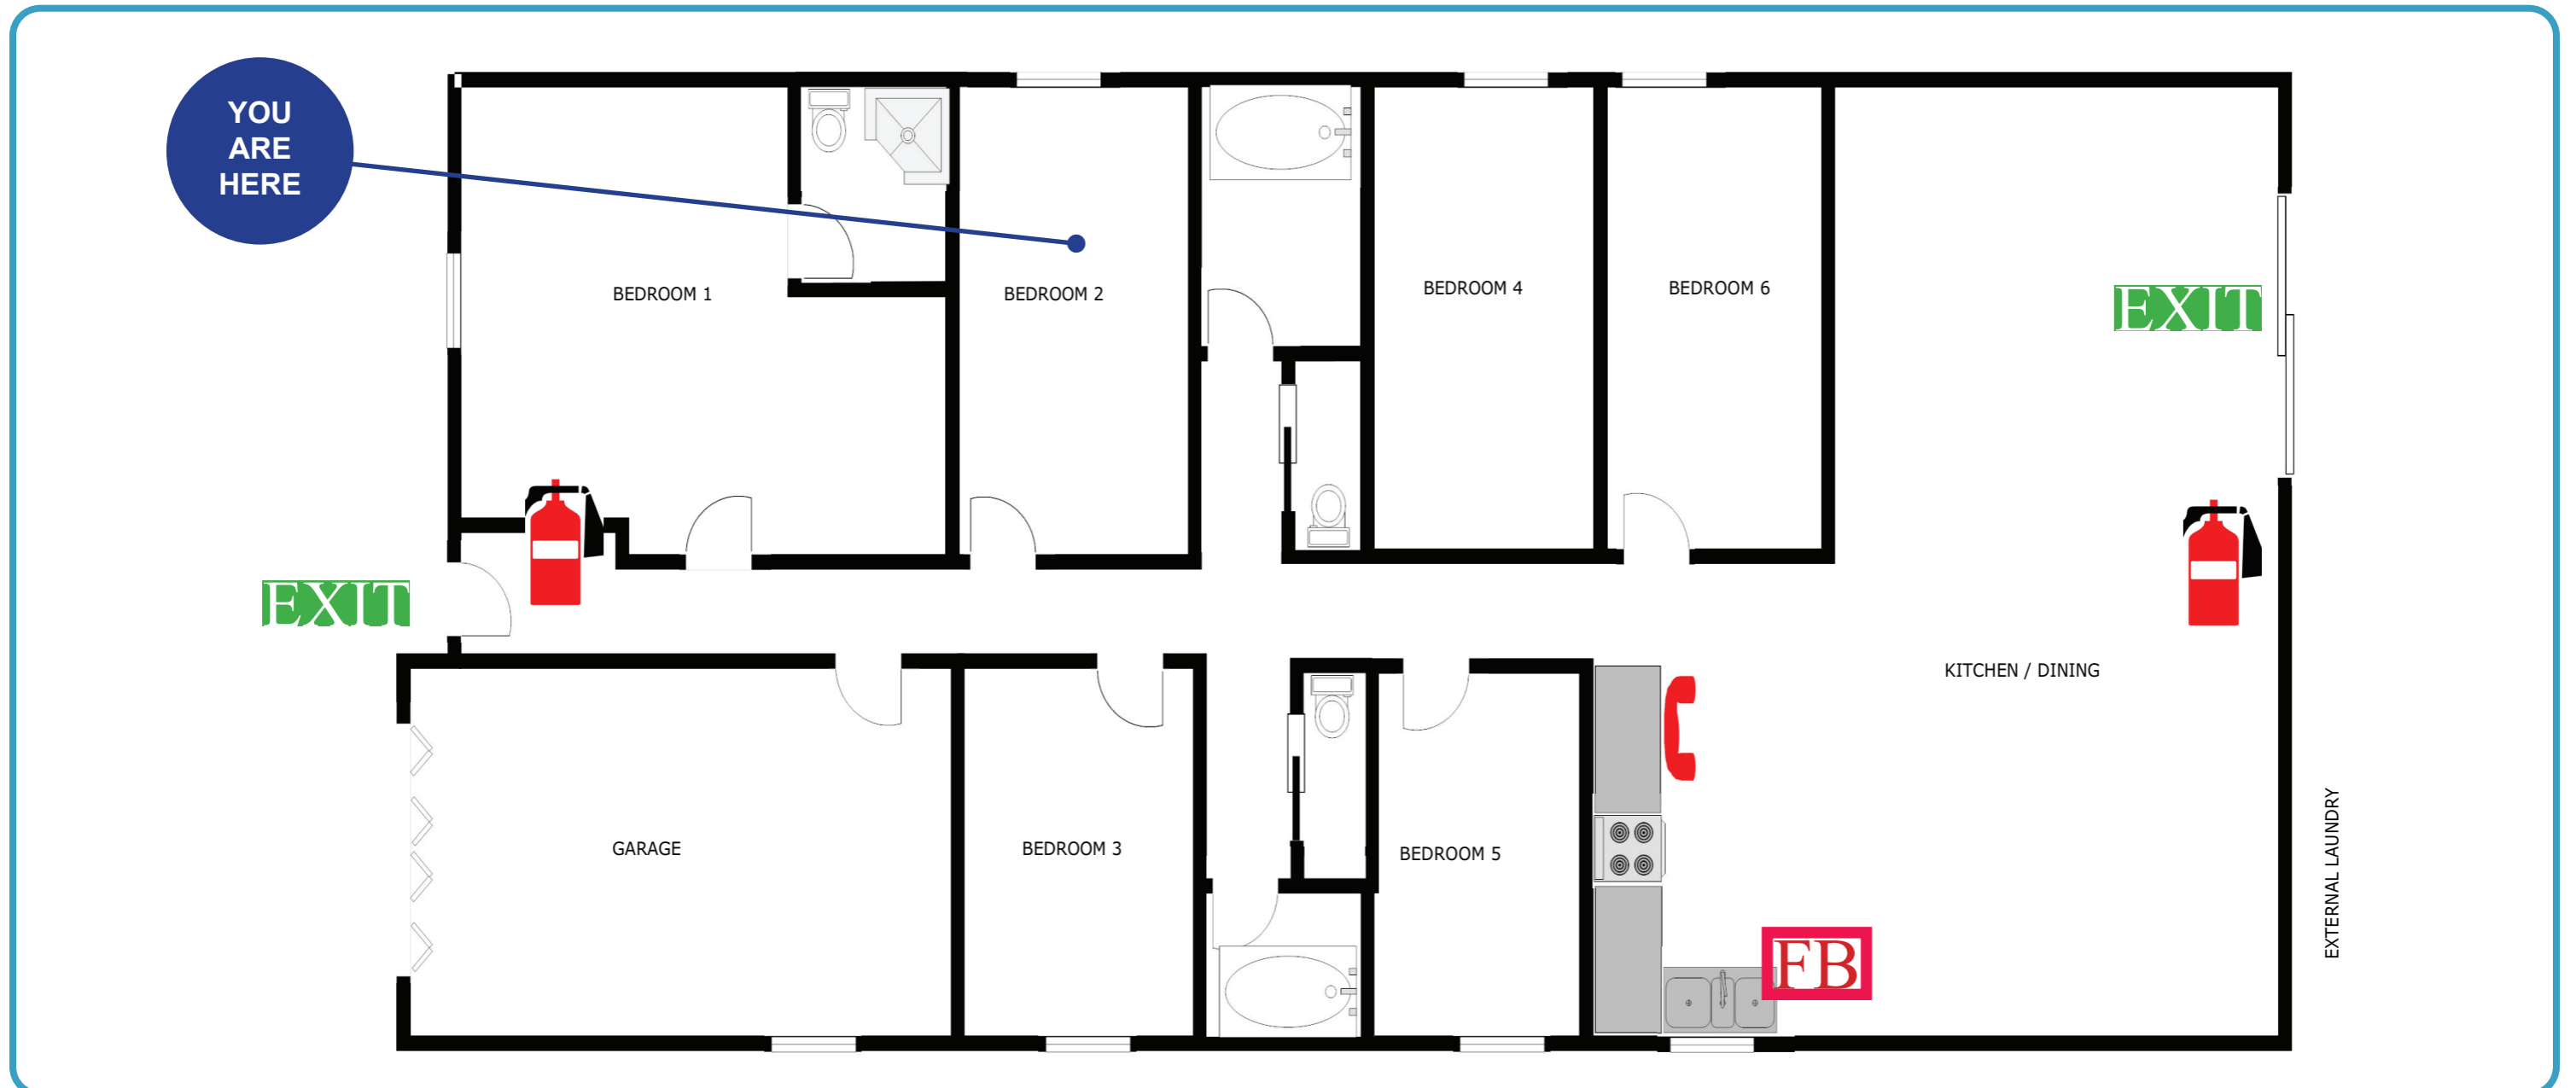 YOU
ARE
HERE
BEDROOM 1
BEDROOM 2
BEDROOM 4
BEDROOM 6
EXIT
EXIT
KITCHEN / DINING
GARAGE
BEDROOM 3
BEDROOM 5
EXTERNAL LAUNDRY
FB